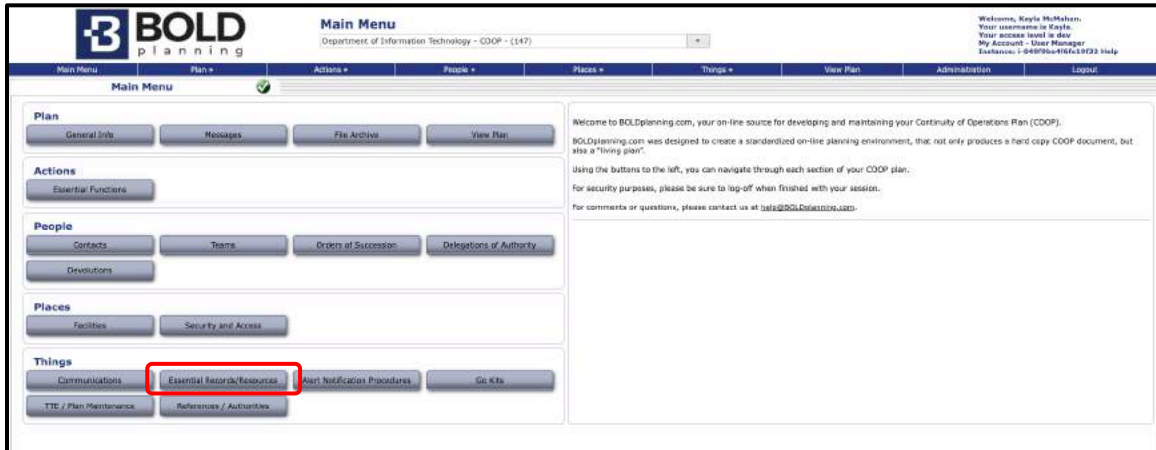 BOLD
planning
Main Menu
Department of Information Technology - COOP - (147)
Welcome, Kayla McMahan.
Your username is Kayla.
Your access level is dev
My Account - User Manager
Help
Main Menu
Plan
Actions
People
Places
Things
View Plan
Administration
Logout
Main Menu
Plan
General Info
Messages
File Archive
View Plan
Actions
Essential Functions
People
Contacts
Teams
Orders of Succession
Delegations of Authority
Devolutions
Places
Facilities
Security and Access
Things
Communications
Essential Records/Resources
Alert Notification Procedures
Go Kits
TTE / Plan Maintenance
References / Authorities
Welcome to BOLDplanning.com, your on-line source for developing and maintaining your Continuity of Operations Plan (COOP).
BOLDplanning.com was designed to create a standardized on-line planning environment, that not only produces a hard copy COOP document, but
also a "living plan".
Using the buttons to the left, you can navigate through each section of your COOP plan.
For security purposes, please be sure to log-off when finished with your session.
For comments or questions, please contact us at help@BOLDplanning.com.